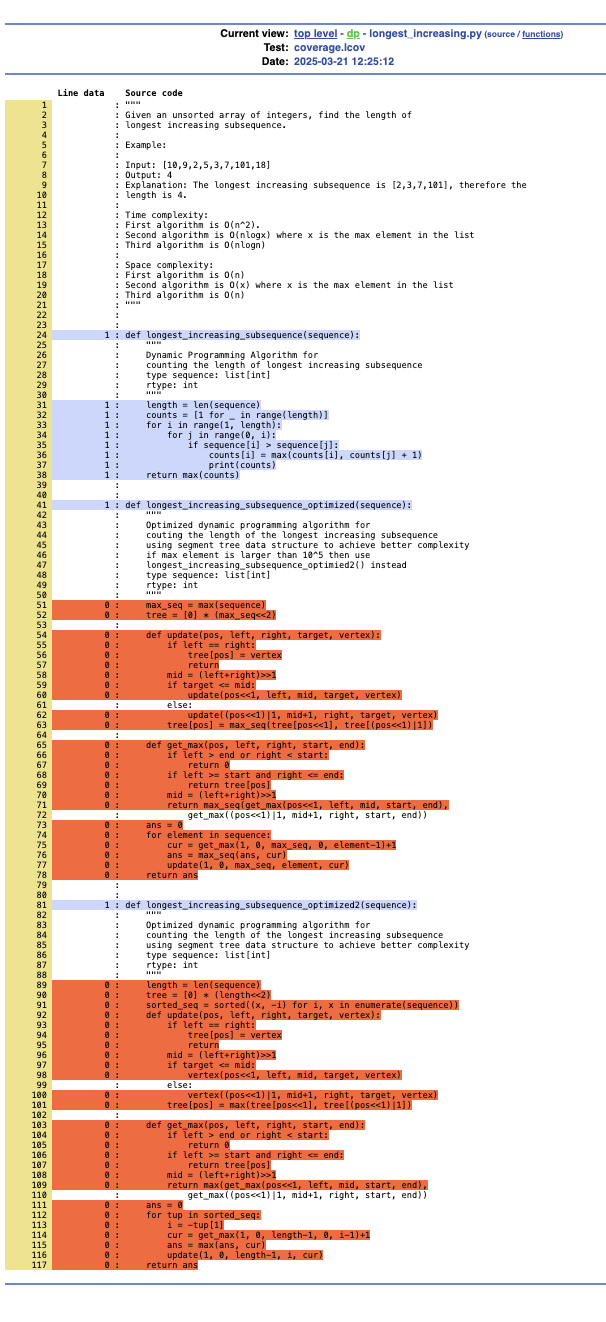 Current view: top level - dp - longest_increasing.py (source / functions)
Test: coverage.lcov
Date: 2025-03-21 12:25:12
Line data Source code
1 : """
2 : Given an unsorted array of integers, find the length of
3 : longest increasing subsequence.
4 :
5 : Example:
6 :
7 : Input: [10,9,2,5,3,7,101,18]
8 : Output: 4
9 : Explanation: The longest increasing subsequence is [2,3,7,101], therefore the
10 : length is 4.
11 :
12 : Time complexity:
13 : First algorithm is O(n^2).
14 : Second algorithm is O(nlogx) where x is the max element in the list
15 : Third algorithm is O(nlogn)
16 :
17 : Space complexity:
18 : First algorithm is O(n)
19 : Second algorithm is O(x) where x is the max element in the list
20 : Third algorithm is O(n)
21 : """
22 :
23 :
24 1 : def longest_increasing_subsequence(sequence):
25 : """
26 : Dynamic Programming Algorithm for
27 : counting the length of longest increasing subsequence
28 : type sequence: list[int]
29 : rtype: int
30 : """
31 1 : length = len(sequence)
32 1 : counts = [1 for _ in range(length)]
33 1 : for i in range(1, length):
34 1 : for j in range(0, i):
35 1 : if sequence[i] > sequence[j]:
36 1 : counts[i] = max(counts[i], counts[j] + 1)
37 1 : print(counts)
38 1 : return max(counts)
39 :
40 :
41 1 : def longest_increasing_subsequence_optimized(sequence):
42 : """
43 : Optimized dynamic programming algorithm for
44 : couting the length of the longest increasing subsequence
45 : using segment tree data structure to achieve better complexity
46 : if max element is larger than 10^5 then use
47 : longest_increasing_subsequence_optimied2() instead
48 : type sequence: list[int]
49 : rtype: int
50 : """
51 0 : max_seq = max(sequence)
52 0 : tree = [0] * (max_seq<<2)
53 :
54 0 : def update(pos, left, right, target, vertex):
55 0 : if left == right:
56 0 : tree[pos] = vertex
57 0 : return
58 0 : mid = (left+right)>>1
59 0 : if target <= mid:
60 0 : update(pos<<1, left, mid, target, vertex)
61 : else:
62 0 : update((pos<<1)|1, mid+1, right, target, vertex)
63 0 : tree[pos] = max_seq(tree[pos<<1], tree[(pos<<1)|1])
64 :
65 0 : def get_max(pos, left, right, start, end):
66 0 : if left > end or right < start:
67 0 : return 0
68 0 : if left >= start and right <= end:
69 0 : return tree[pos]
70 0 : mid = (left+right)>>1
71 0 : return max_seq(get_max(pos<<1, left, mid, start, end),
72 : get_max((pos<<1)|1, mid+1, right, start, end))
73 0 : ans = 0
74 0 : for element in sequence:
75 0 : cur = get_max(1, 0, max_seq, 0, element-1)+1
76 0 : ans = max_seq(ans, cur)
77 0 : update(1, 0, max_seq, element, cur)
78 0 : return ans
79 :
80 :
81 1 : def longest_increasing_subsequence_optimized2(sequence):
82 : """
83 : Optimized dynamic programming algorithm for
84 : counting the length of the longest increasing subsequence
85 : using segment tree data structure to achieve better complexity
86 : type sequence: list[int]
87 : rtype: int
88 : """
89 0 : length = len(sequence)
90 0 : tree = [0] * (length<<2)
91 0 : sorted_seq = sorted((x, -i) for i, x in enumerate(sequence))
92 0 : def update(pos, left, right, target, vertex):
93 0 : if left == right:
94 0 : tree[pos] = vertex
95 0 : return
96 0 : mid = (left+right)>>1
97 0 : if target <= mid:
98 0 : vertex(pos<<1, left, mid, target, vertex)
99 : else:
100 0 : vertex((pos<<1)|1, mid+1, right, target, vertex)
101 0 : tree[pos] = max(tree[pos<<1], tree[(pos<<1)|1])
102 :
103 0 : def get_max(pos, left, right, start, end):
104 0 : if left > end or right < start:
105 0 : return 0
106 0 : if left >= start and right <= end:
107 0 : return tree[pos]
108 0 : mid = (left+right)>>1
109 0 : return max(get_max(pos<<1, left, mid, start, end),
110 : get_max((pos<<1)|1, mid+1, right, start, end))
111 0 : ans = 0
112 0 : for tup in sorted_seq:
113 0 : i = -tup[1]
114 0 : cur = get_max(1, 0, length-1, 0, i-1)+1
115 0 : ans = max(ans, cur)
116 0 : update(1, 0, length-1, i, cur)
117 0 : return ans